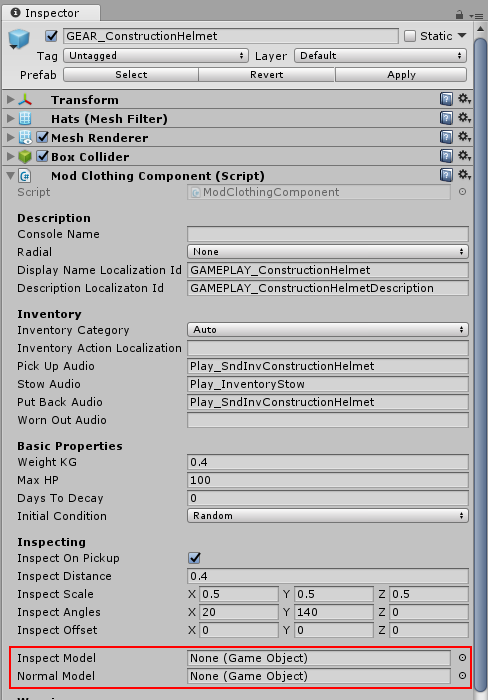 Inspector
GEAR_ConstructionHelmet Static
Tag Untagged Layer Default
Prefab Select Revert Apply
Transform
Hats (Mesh Filter)
Mesh Renderer
Box Collider
Mod Clothing Component (Script)
Script ModClothingComponent
Description
Console Name
Radial None
Display Name Localization Id GAMEPLAY_ConstructionHelmet
Description Localizaton Id GAMEPLAY_ConstructionHelmetDescription
Inventory
Inventory Category Auto
Inventory Action Localization
Pick Up Audio Play_SndInvConstructionHelmet
Stow Audio Play_InventoryStow
Put Back Audio Play_SndInvConstructionHelmet
Worn Out Audio
Basic Properties
Weight KG 0.4
Max HP 100
Days To Decay 0
Initial Condition Random
Inspecting
Inspect On Pickup
Inspect Distance 0.4
Inspect Scale X 0.5 Y 0.5 Z 0.5
Inspect Angles X 20 Y 140 Z 0
Inspect Offset X 0 Y 0 Z 0
Inspect Model None (Game Object)
Normal Model None (Game Object)